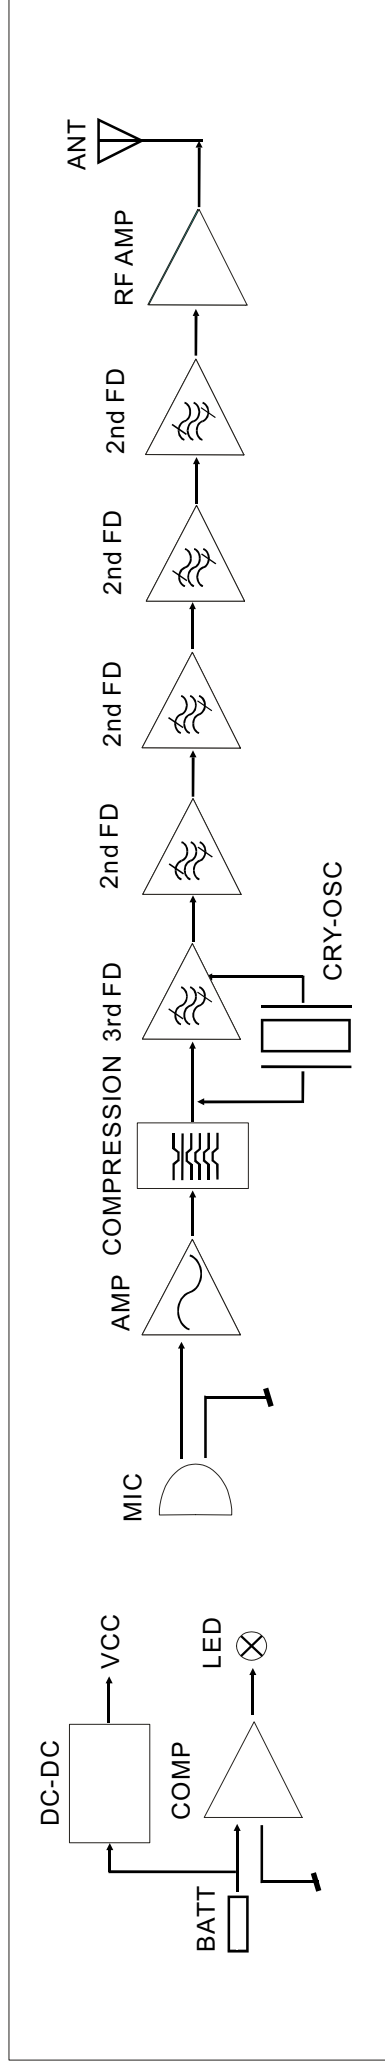 BATT
DC-DC
VCC
COMP
LED
MIC
AMP
COMPRESSION
3rd FD
CRY-OSC
2nd FD
2nd FD
2nd FD
2nd FD
RF AMP
ANT